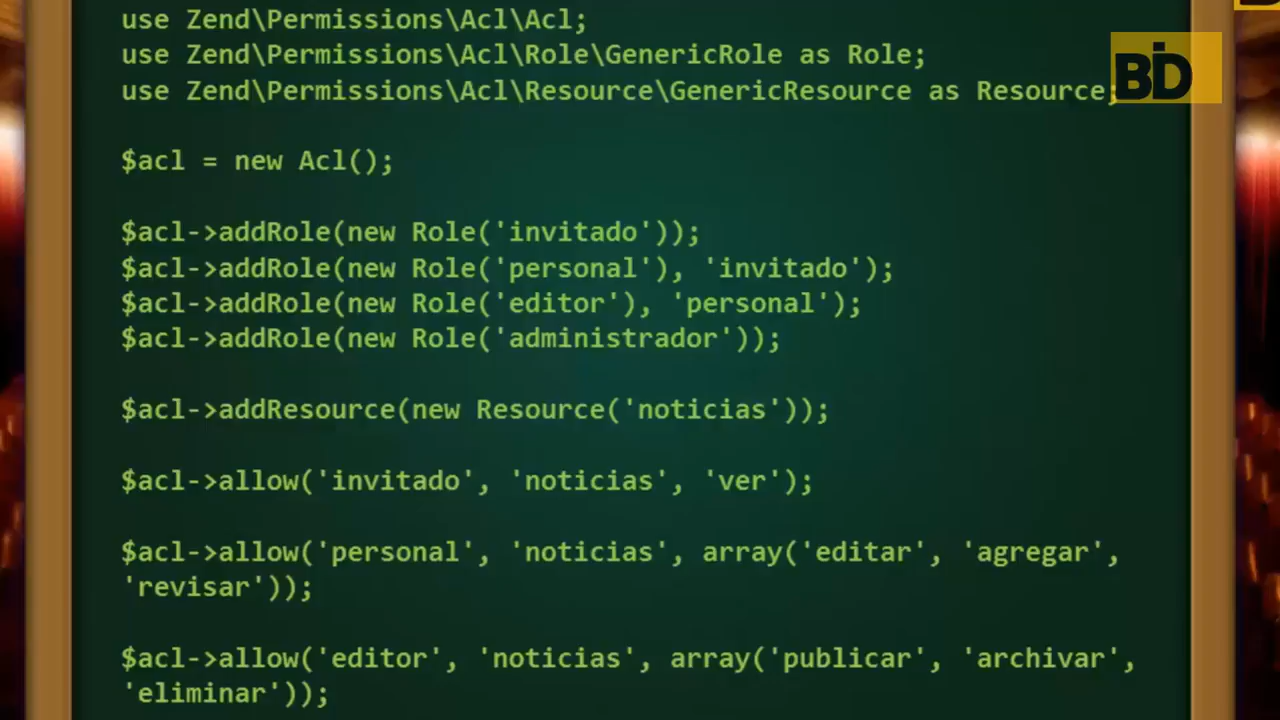 use Zend\Permissions\Acl\Acl;
use Zend\Permissions\Acl\Role\GenericRole as Role;
use Zend\Permissions\Acl\Resource\GenericResource as Resource;
BD
$acl = new Acl();
$acl->addRole(new Role('invitado'));
$acl->addRole(new Role('personal'), 'invitado');
$acl->addRole(new Role('editor'), 'personal');
$acl->addRole(new Role('administrador'));
$acl->addResource(new Resource('noticias'));
$acl->allow('invitado', 'noticias', 'ver');
$acl->allow('personal', 'noticias', array('editar', 'agregar',
'revisar'));
$acl->allow('editor', 'noticias', array('publicar', 'archivar',
'eliminar'));